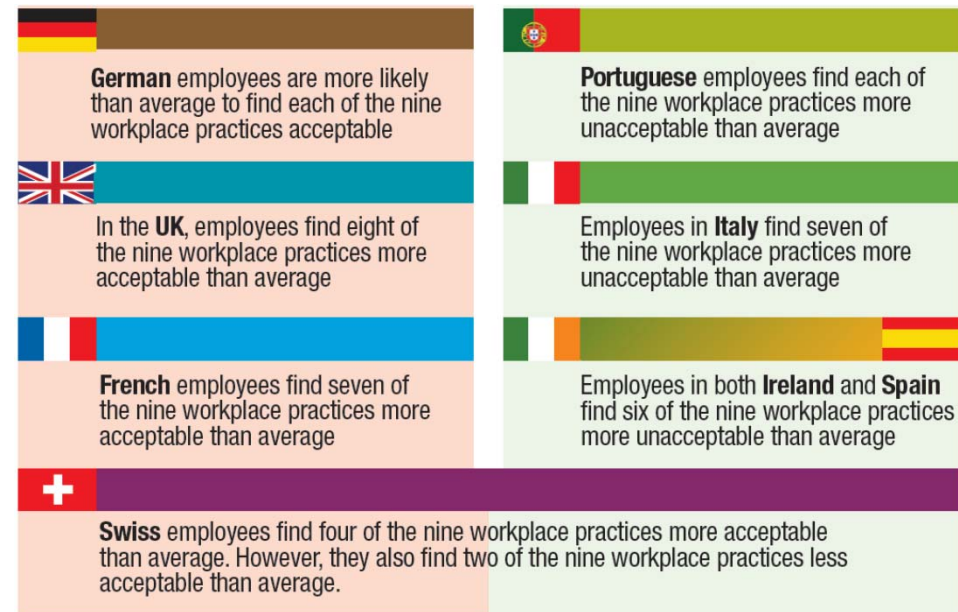 German employees are more likely
than average to find each of the nine
workplace practices acceptable
Portuguese employees find each of
the nine workplace practices more
unacceptable than average
In the UK, employees find eight of
the nine workplace practices more
acceptable than average
Employees in Italy find seven of
the nine workplace practices more
unacceptable than average
French employees find seven of
the nine workplace practices more
acceptable than average
Employees in both Ireland and Spain
find six of the nine workplace practices
more unacceptable than average
Swiss employees find four of the nine workplace practices more acceptable
than average. However, they also find two of the nine workplace practices less
acceptable than average.